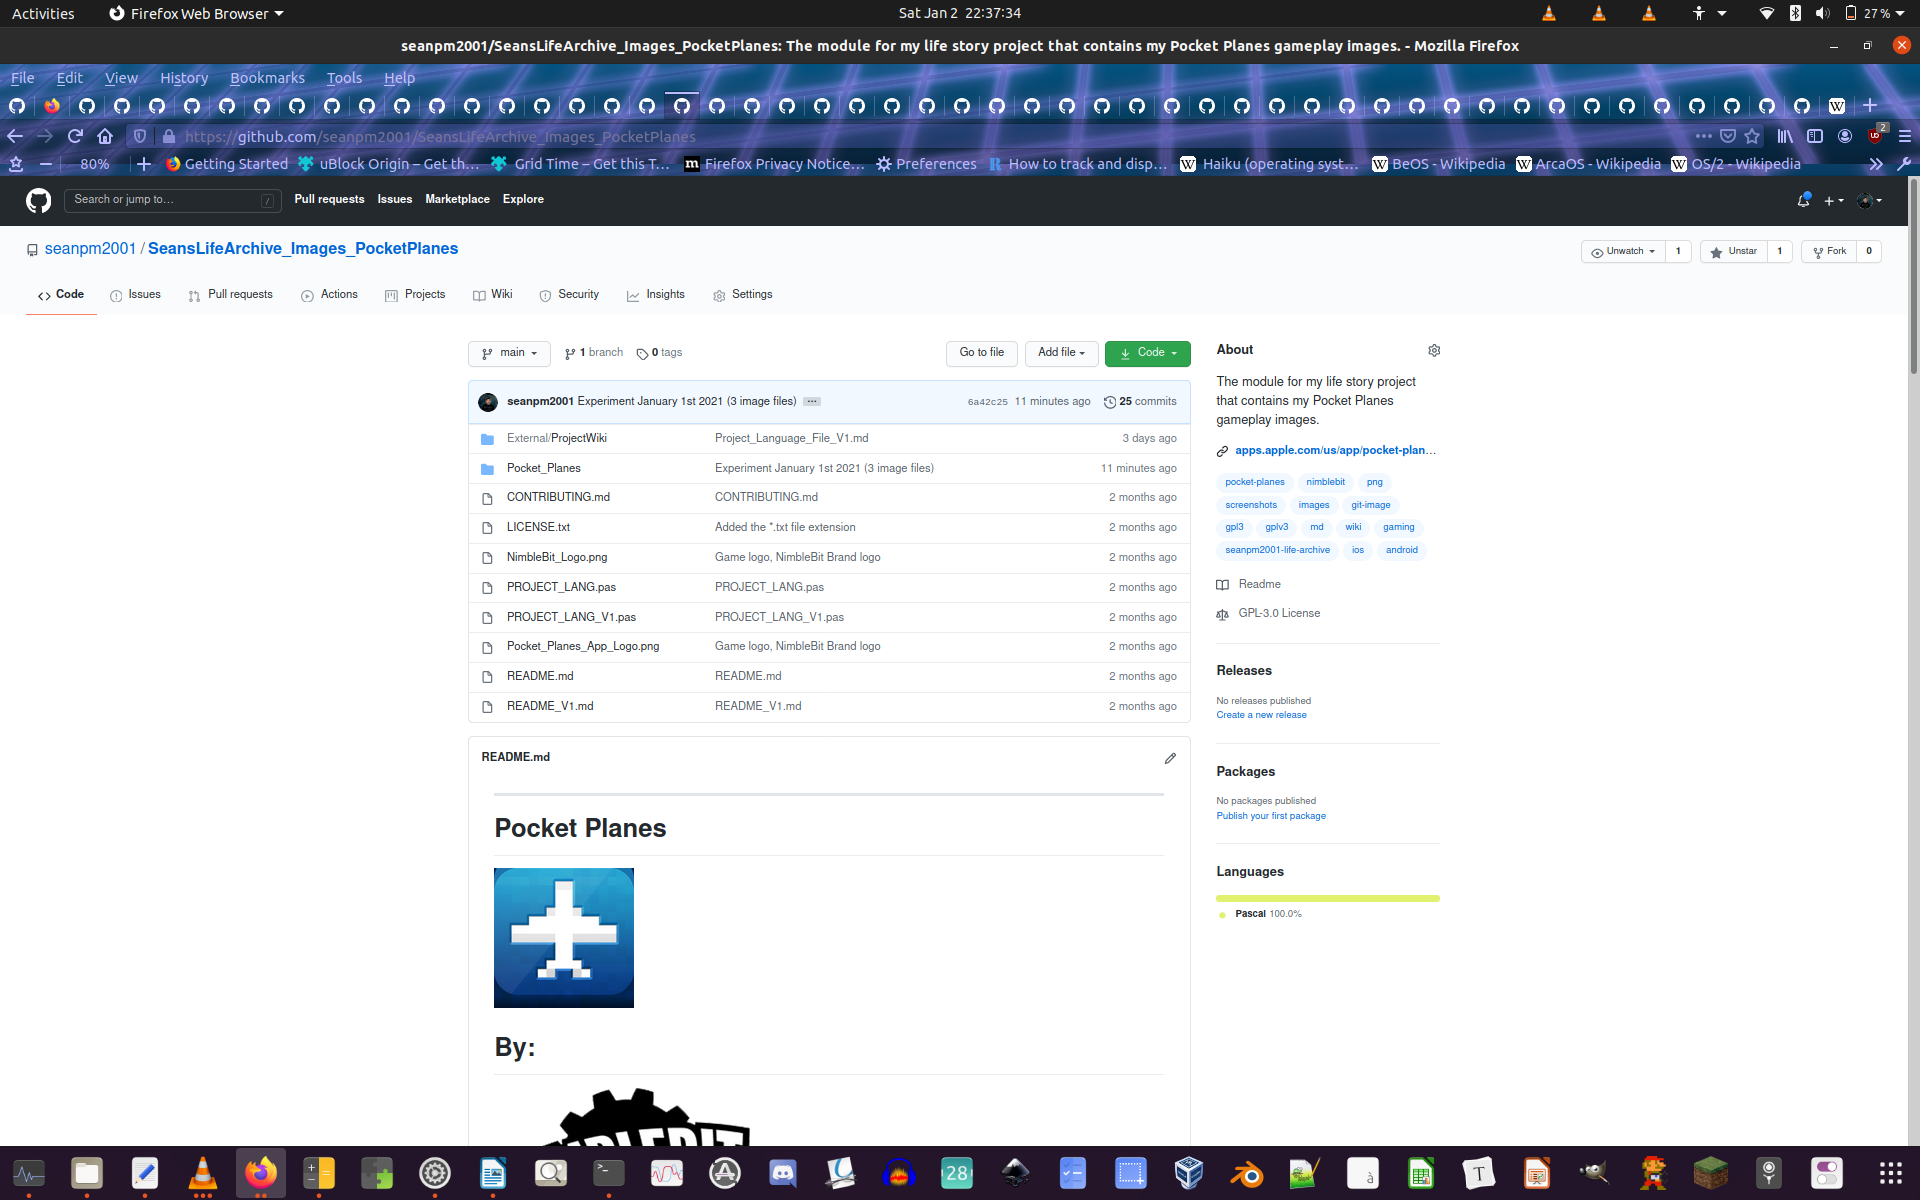 Activities Firefox Web Browser Sat Jan 2 22:37:34 27 %
seanpm2001/SeansLifeArchive_Images_PocketPlanes: The module for my life story project that contains my Pocket Planes gameplay images. - Mozilla Firefox
File Edit View History Bookmarks Tools Help
https://github.com/seanpm2001/SeansLifeArchive_Images_PocketPlanes 2
80% Getting Started uBlock Origin – Get th… Grid Time – Get this T… Firefox Privacy Notice… Preferences How to track and disp… Haiku (operating syst… BeOS - Wikipedia ArcaOS - Wikipedia OS/2 - Wikipedia
Search or jump to… / Pull requests Issues Marketplace Explore
seanpm2001 / SeansLifeArchive_Images_PocketPlanes Unwatch 1 Unstar 1 Fork 0
Code Issues Pull requests Actions Projects Wiki Security Insights Settings
main 1 branch 0 tags Go to file Add file Code
seanpm2001 Experiment January 1st 2021 (3 image files) ··· 6a42c25 11 minutes ago 25 commits
External/ProjectWiki Project_Language_File_V1.md 3 days ago
Pocket_Planes Experiment January 1st 2021 (3 image files) 11 minutes ago
CONTRIBUTING.md CONTRIBUTING.md 2 months ago
LICENSE.txt Added the *.txt file extension 2 months ago
NimbleBit_Logo.png Game logo, NimbleBit Brand logo 2 months ago
PROJECT_LANG.pas PROJECT_LANG.pas 2 months ago
PROJECT_LANG_V1.pas PROJECT_LANG_V1.pas 2 months ago
Pocket_Planes_App_Logo.png Game logo, NimbleBit Brand logo 2 months ago
README.md README.md 2 months ago
README_V1.md README_V1.md 2 months ago
README.md
Pocket Planes
By:
About
The module for my life story project
that contains my Pocket Planes
gameplay images.
apps.apple.com/us/app/pocket-plan…
pocket-planes nimblebit png
screenshots images git-image
gpl3 gplv3 md wiki gaming
seanpm2001-life-archive ios android
Readme
GPL-3.0 License
Releases
No releases published
Create a new release
Packages
No packages published
Publish your first package
Languages
Pascal 100.0%
28